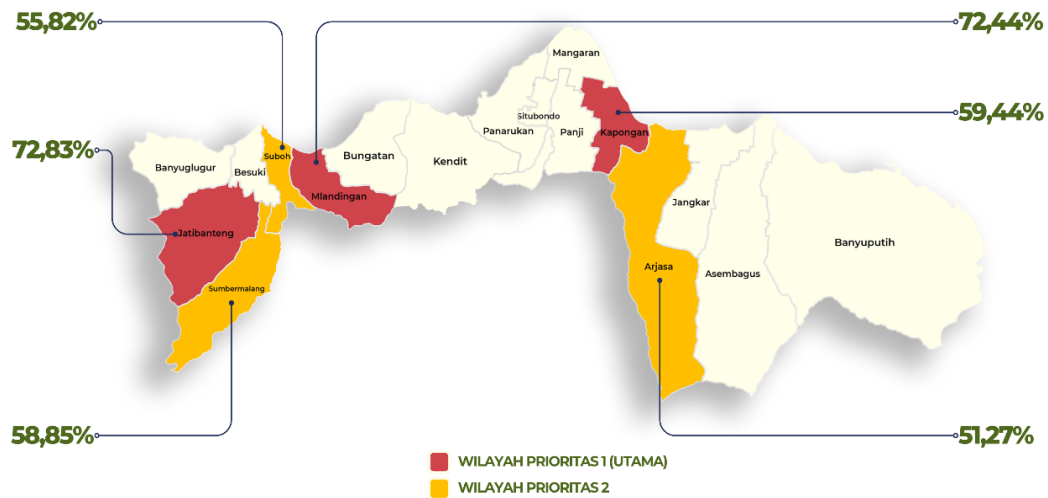 55,82%
72,44%
Mangaran
59,44%
Situbondo
Kapongan
Panarukan
Panji
72,83%
Suboh
Bungatan
Kendit
Banyuglugur
Besuki
Mlandingan
Jangkar
Jatibanteng
Banyuputih
Arjasa
Asembagus
Sumbermalang
58,85%
51,27%
WILAYAH PRIORITAS 1 (UTAMA)
WILAYAH PRIORITAS 2